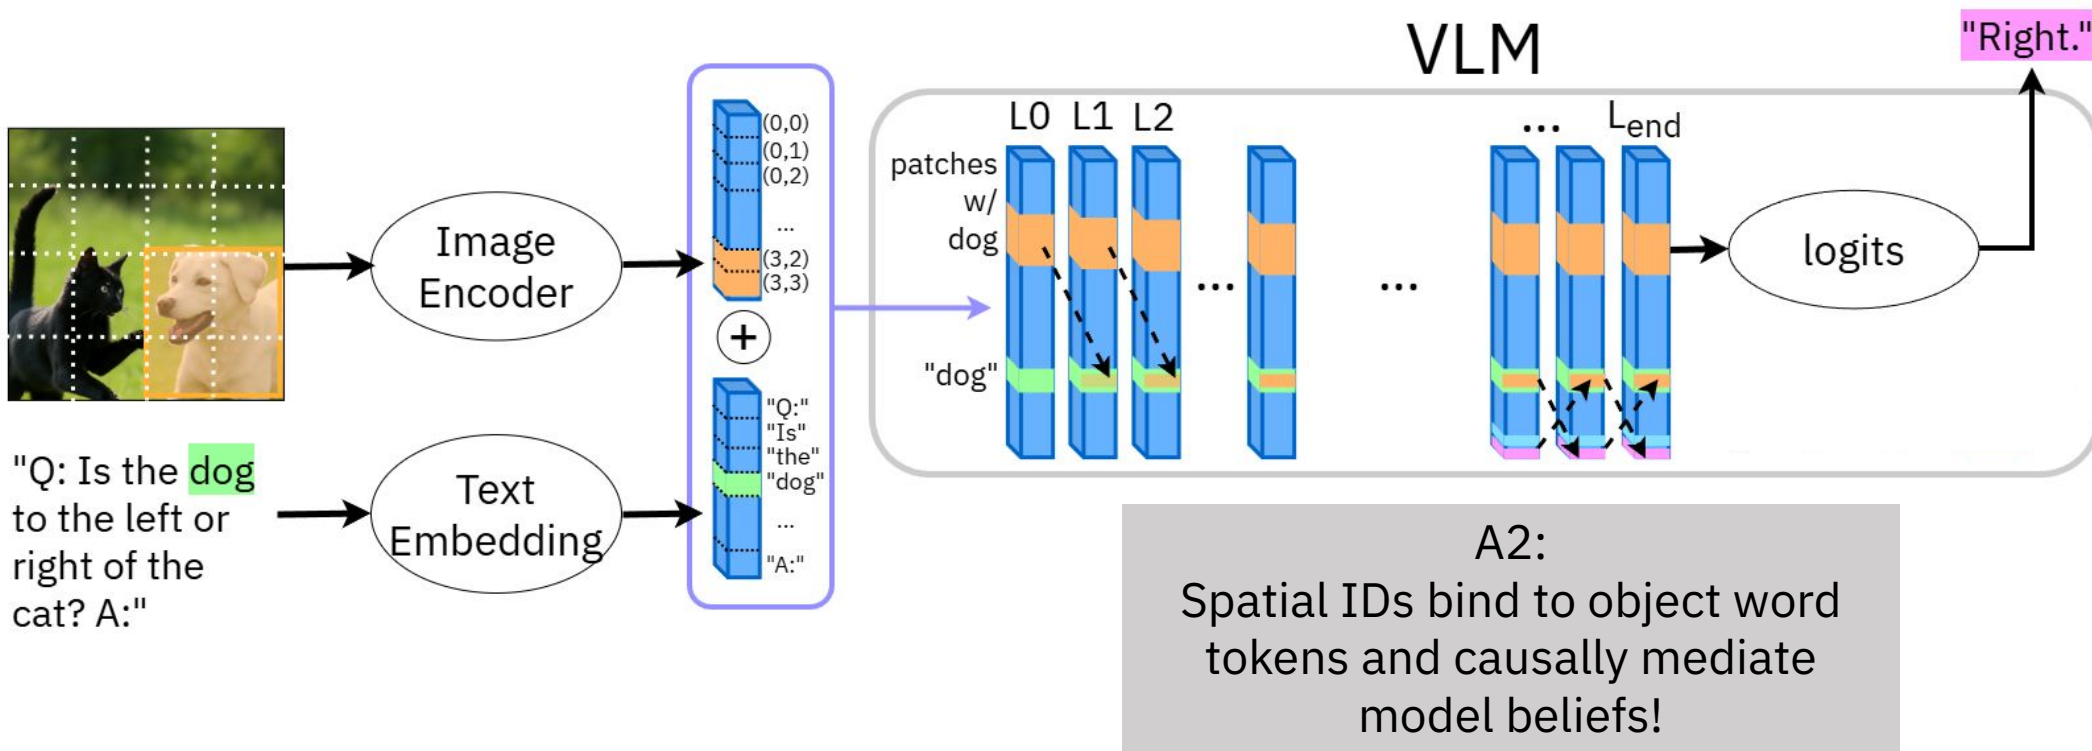 VLM
"Right."
Image
Encoder
(0,0)
(0,1)
(0,2)
...
(3,2)
(3,3)
+
"Q: Is the dog
to the left or
right of the
cat? A:"
Text
Embedding
"Q:"
"Is"
"the"
"dog"
...
"A:"
L0 L1 L2
... Lend
patches
w/
dog
"dog"
...
...
logits
A2:
Spatial IDs bind to object word
tokens and causally mediate
model beliefs!